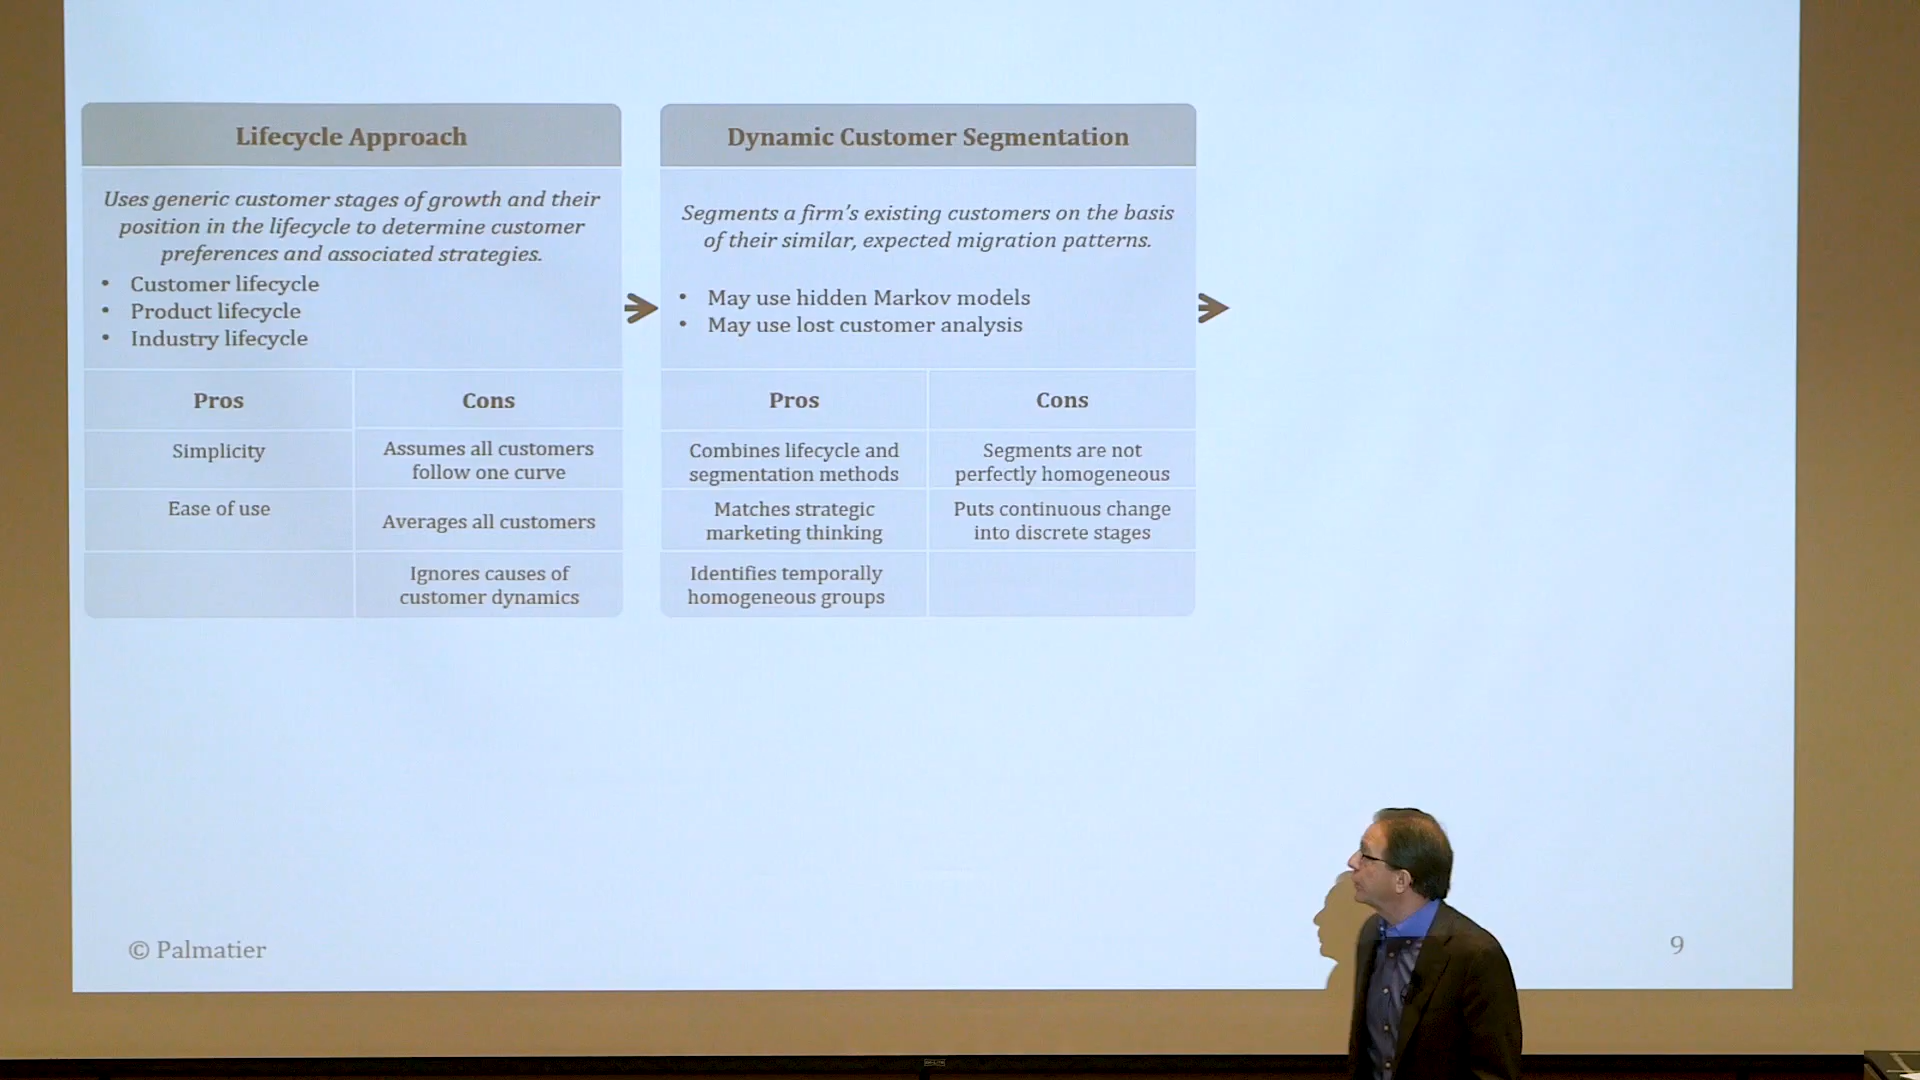 Lifecycle Approach
Uses generic customer stages of growth and their
position in the lifecycle to determine customer
preferences and associated strategies.
• Customer lifecycle
• Product lifecycle
• Industry lifecycle
Pros
Cons
Simplicity
Assumes all customers
follow one curve
Ease of use
Averages all customers
Ignores causes of
customer dynamics
Dynamic Customer Segmentation
Segments a firm's existing customers on the basis
of their similar, expected migration patterns.
• May use hidden Markov models
• May use lost customer analysis
Pros
Cons
Combines lifecycle and
segmentation methods
Segments are not
perfectly homogeneous
Matches strategic
marketing thinking
Puts continuous change
into discrete stages
Identifies temporally
homogeneous groups
© Palmatier
9